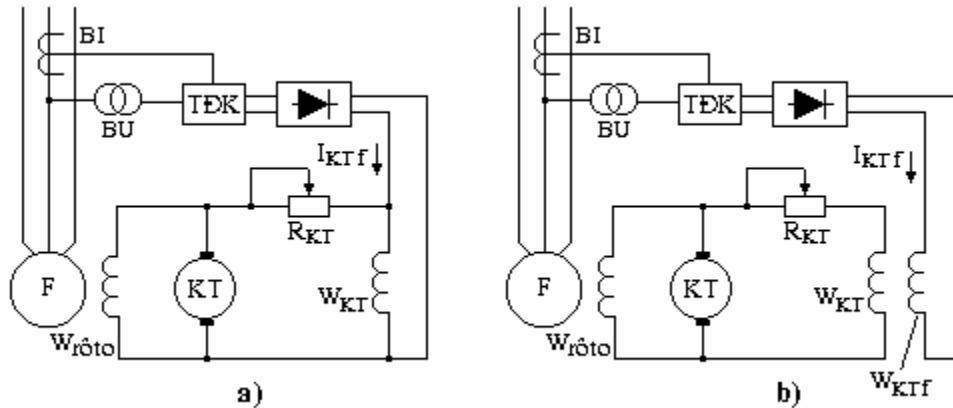 BI
TĐK
BU
I_KTf
R_KT
F
KT
W_KT
W_rôto
a)
BI
TĐK
BU
I_KTf
R_KT
F
KT
W_KT
W_rôto
W_KTf
b)